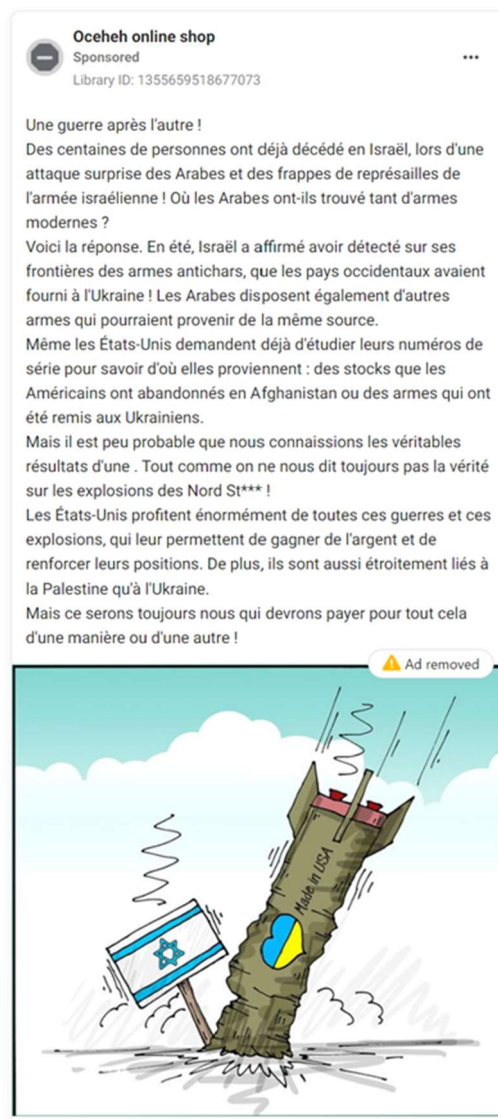 Oceheh online shop
Sponsored
Library ID: 1355659518677073
Une guerre après l'autre !
Des centaines de personnes ont déjà décédé en Israël, lors d'une
attaque surprise des Arabes et des frappes de représailles de
l'armée israélienne ! Où les Arabes ont-ils trouvé tant d'armes
modernes ?
Voici la réponse. En été, Israël a affirmé avoir détecté sur ses
frontières des armes antichars, que les pays occidentaux avaient
fourni à l'Ukraine ! Les Arabes disposent également d'autres
armes qui pourraient provenir de la même source.
Même les États-Unis demandent déjà d'étudier leurs numéros de
série pour savoir d'où elles proviennent : des stocks que les
Américains ont abandonnés en Afghanistan ou des armes qui ont
été remis aux Ukrainiens.
Mais il est peu probable que nous connaissions les véritables
résultats d'une . Tout comme on ne nous dit toujours pas la vérité
sur les explosions des Nord St*** !
Les États-Unis profitent énormément de toutes ces guerres et ces
explosions, qui leur permettent de gagner de l'argent et de
renforcer leurs positions. De plus, ils sont aussi étroitement liés à
la Palestine qu'à l'Ukraine.
Mais ce serons toujours nous qui devrons payer pour tout cela
d'une manière ou d'une autre !
Ad removed
Made in USA